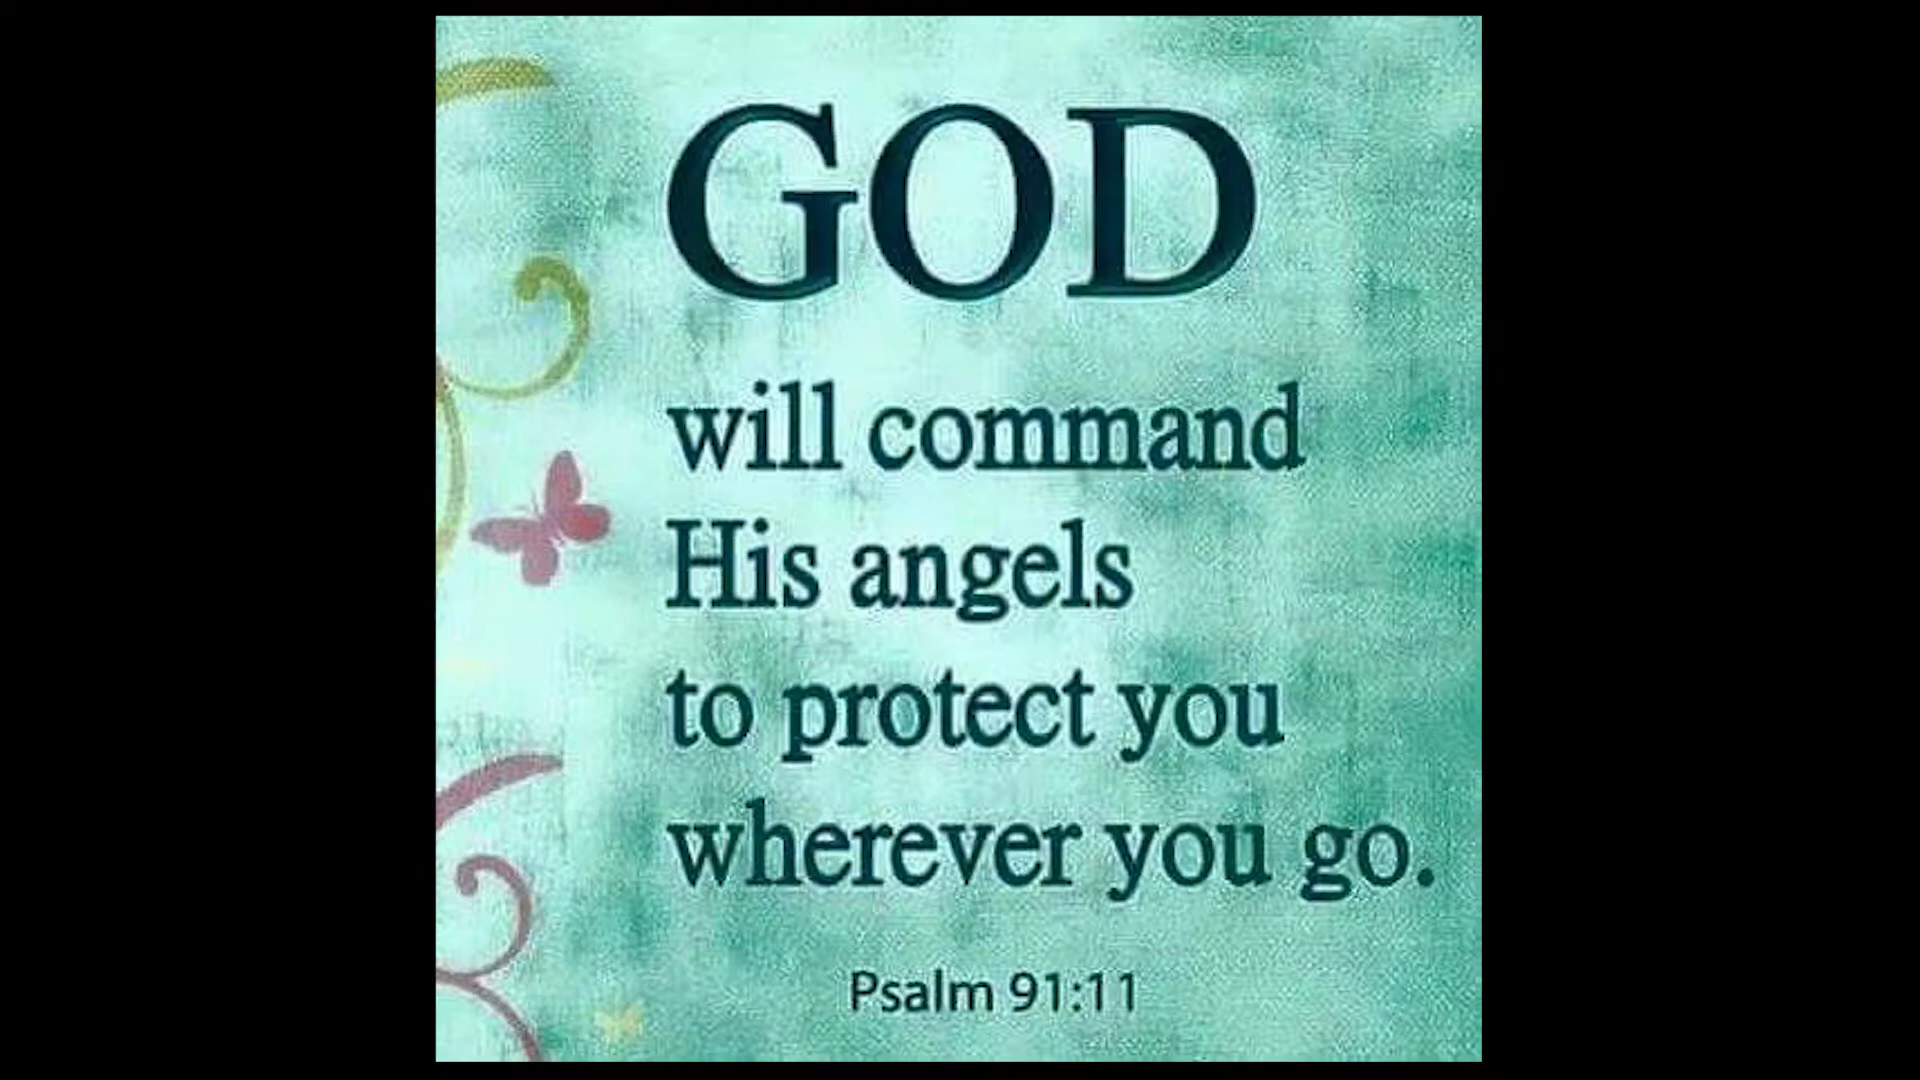 GOD
will command
His angels
to protect you
wherever you go.
Psalm 91:11